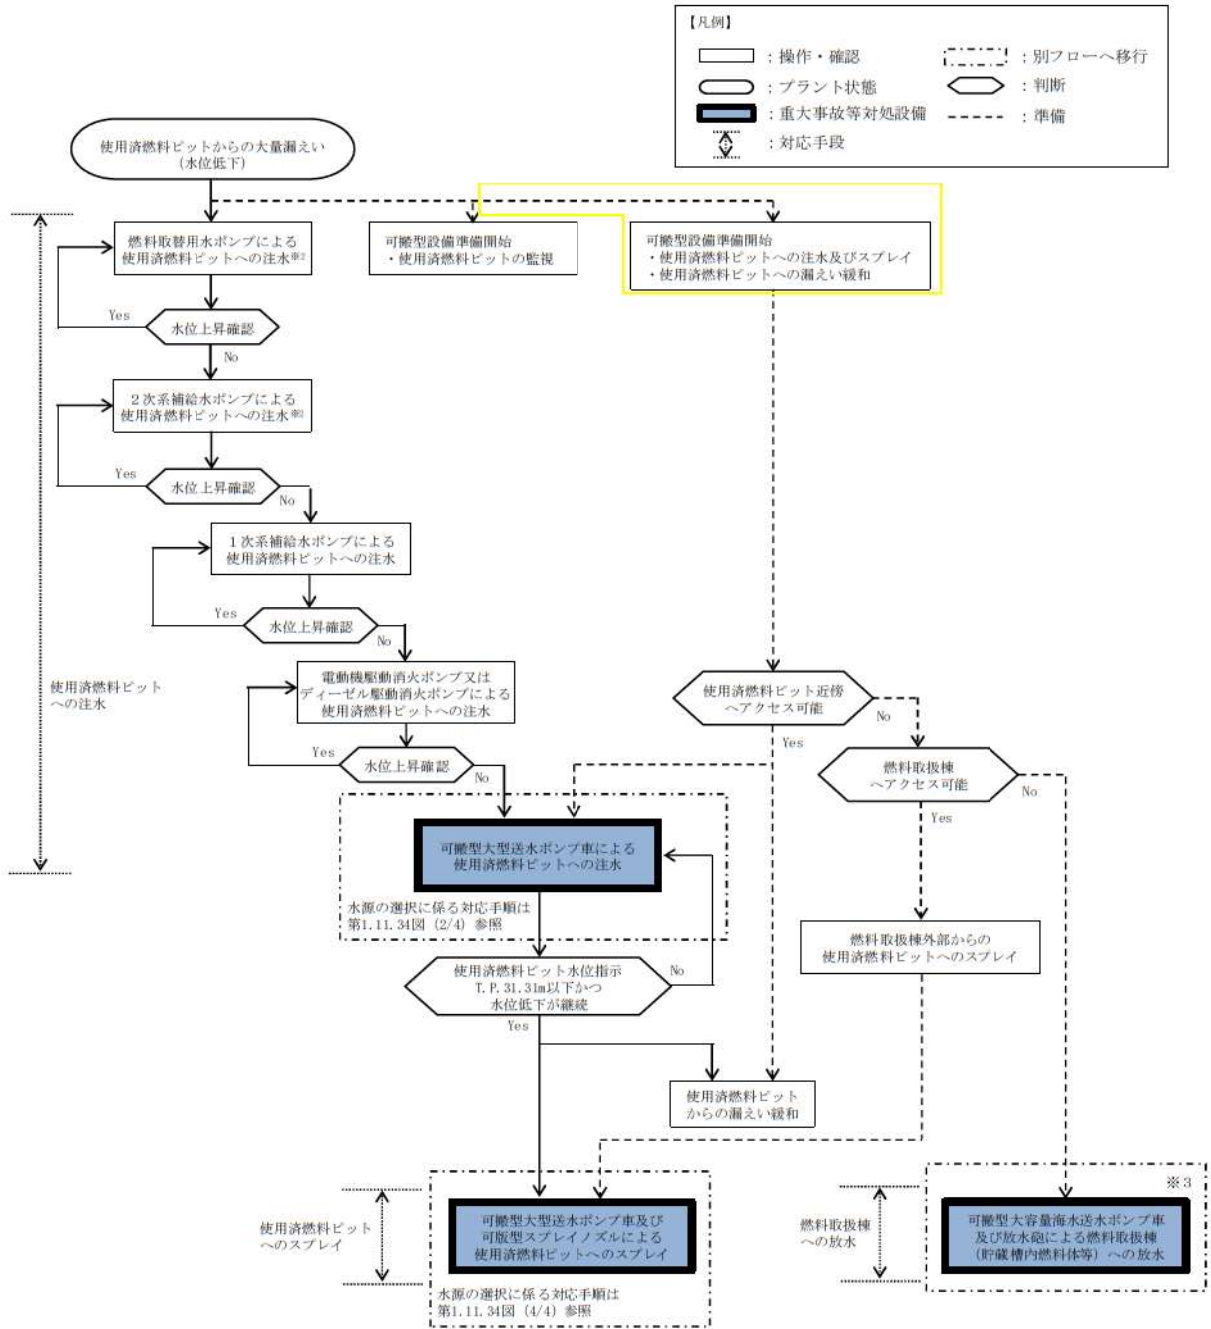 【凡例】
：操作・確認
：別フローへ移行
：プラント状態
：判断
：重大事故等対処設備
：準備
：対応手段
使用済燃料ピットからの大量漏えい
（水位低下）
燃料取替用水ポンプによる
使用済燃料ピットへの注水※2
可搬型設備準備開始
・使用済燃料ピットの監視
可搬型設備準備開始
・使用済燃料ピットへの注水及びスプレイ
・使用済燃料ピットへの漏えい緩和
Yes
水位上昇確認
No
２次系補給水ポンプによる
使用済燃料ピットへの注水※2
Yes
水位上昇確認
No
１次系補給水ポンプによる
使用済燃料ピットへの注水
Yes
水位上昇確認
No
使用済燃料ピット
への注水
電動機駆動消火ポンプ又は
ディーゼル駆動消火ポンプによる
使用済燃料ピットへの注水
Yes
水位上昇確認
No
使用済燃料ピット近傍
へアクセス可能
No
Yes
燃料取扱棟
へアクセス可能
No
Yes
可搬型大型送水ポンプ車による
使用済燃料ピットへの注水
水源の選択に係る対応手順は
第1.11.34図（2/4）参照
燃料取扱棟外部からの
使用済燃料ピットへのスプレイ
使用済燃料ピット水位指示
T.P.31.31m以下かつ
水位低下が継続
No
Yes
使用済燃料ピット
からの漏えい緩和
使用済燃料ピット
へのスプレイ
可搬型大型送水ポンプ車及び
可版型スプレイノズルによる
使用済燃料ピットへのスプレイ
水源の選択に係る対応手順は
第1.11.34図（4/4）参照
燃料取扱棟
への放水
※３
可搬型大容量海水送水ポンプ車
及び放水砲による燃料取扱棟
（貯蔵槽内燃料体等）への放水